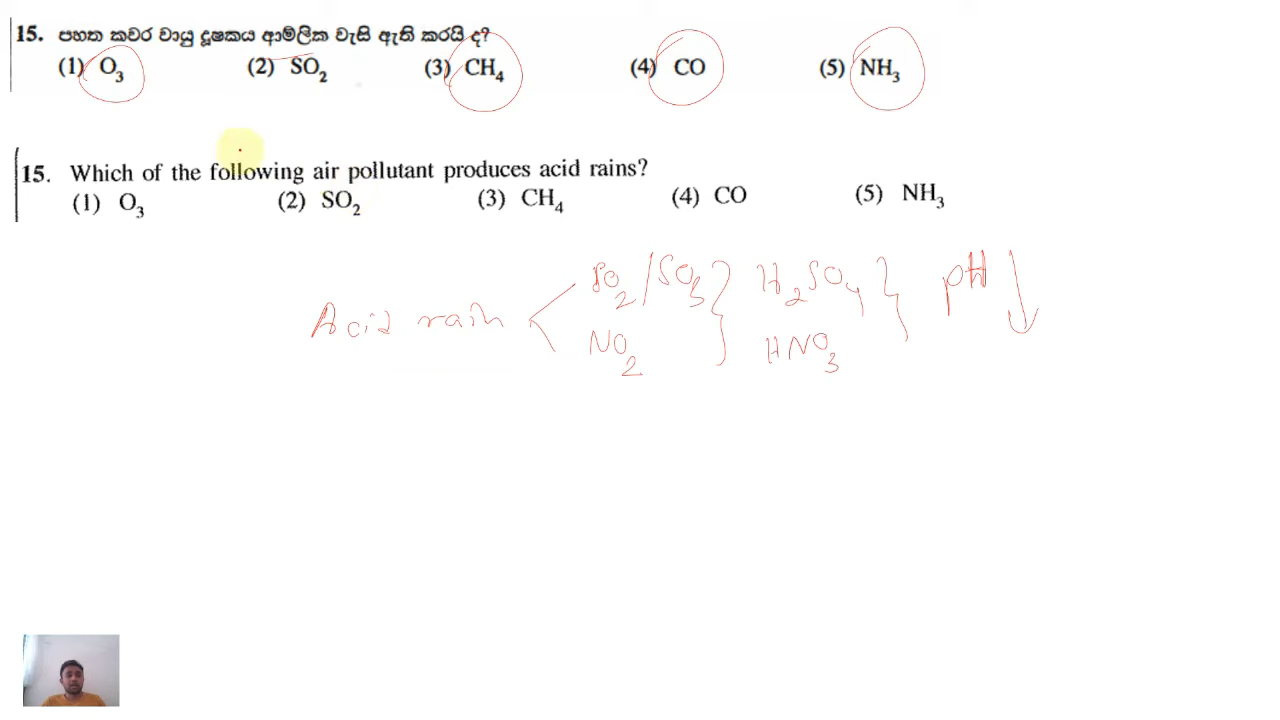 15. පහත කවර වායු දූෂකය ආම්ලික වැසි ඇති කරයි ද?
(1) O₃ (2) SO₂ (3) CH₄ (4) CO (5) NH₃
15. Which of the following air pollutant produces acid rains?
(1) O₃ (2) SO₂ (3) CH₄ (4) CO (5) NH₃
SO₂/SO₃ } H₂SO₄ } pH ↓
Acid rain <
NO₂ HNO₃